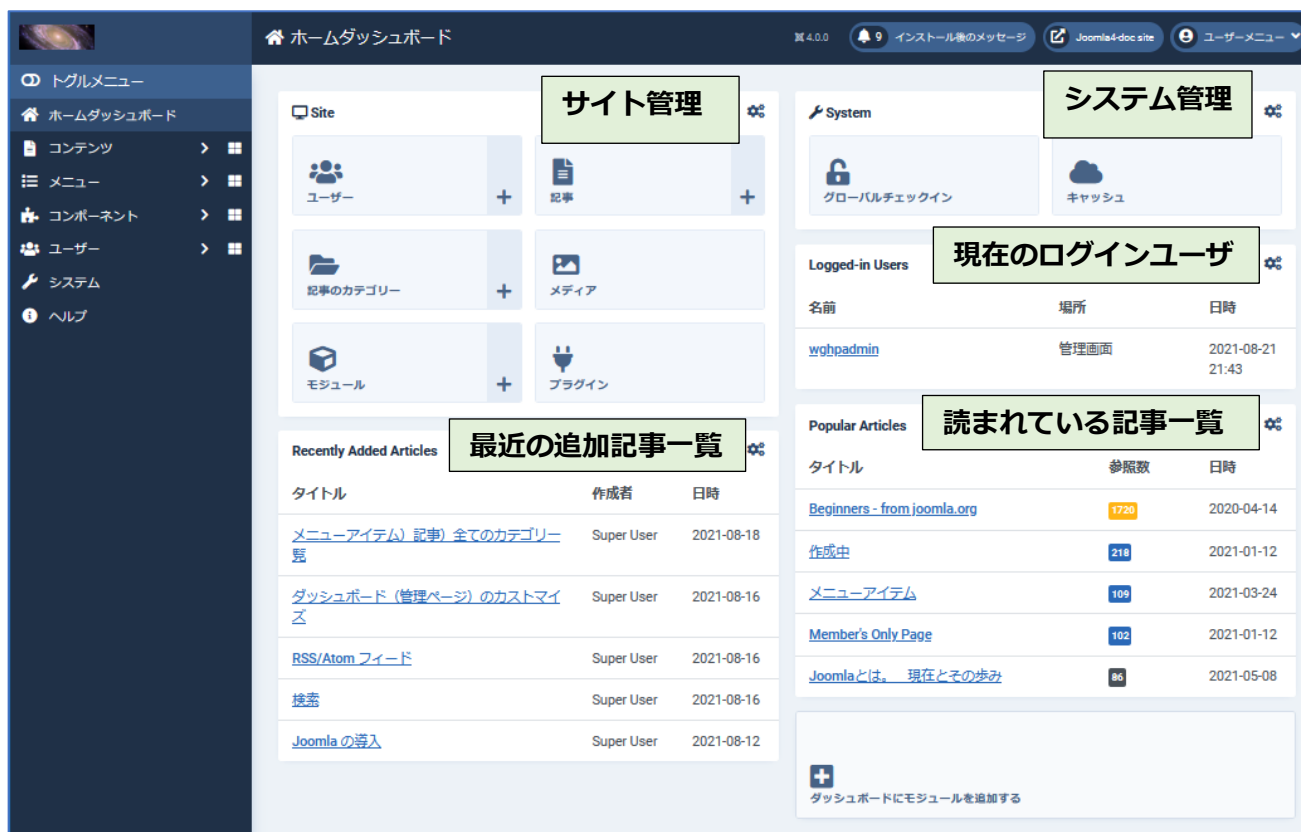 ホームダッシュボード
4.0.0
9 インストール後のメッセージ
Joomla4-doc site
ユーザーメニュー
トグルメニュー
ホームダッシュボード
コンテンツ
メニュー
コンポーネント
ユーザー
システム
ヘルプ
Site
サイト管理
ユーザー
記事
記事のカテゴリー
メディア
モジュール
プラグイン
Recently Added Articles
最近の追加記事一覧
タイトル 作成者 日時
メニューアイテム）記事）全てのカテゴリー Super User 2021-08-18
覧
ダッシュボード（管理ページ）のカストマイ Super User 2021-08-16
ズ
RSS/Atom フィード Super User 2021-08-16
検索 Super User 2021-08-16
Joomla の導入 Super User 2021-08-12
System
システム管理
グローバルチェックイン
キャッシュ
Logged-in Users
現在のログインユーザ
名前 場所 日時
wghpadmin 管理画面 2021-08-21
21:43
Popular Articles
読まれている記事一覧
タイトル 参照数 日時
Beginners - from joomla.org 1720 2020-04-14
作成中 218 2021-01-12
メニューアイテム 109 2021-03-24
Member's Only Page 102 2021-01-12
Joomlaとは。 現在とその歩み 86 2021-05-08
ダッシュボードにモジュールを追加する